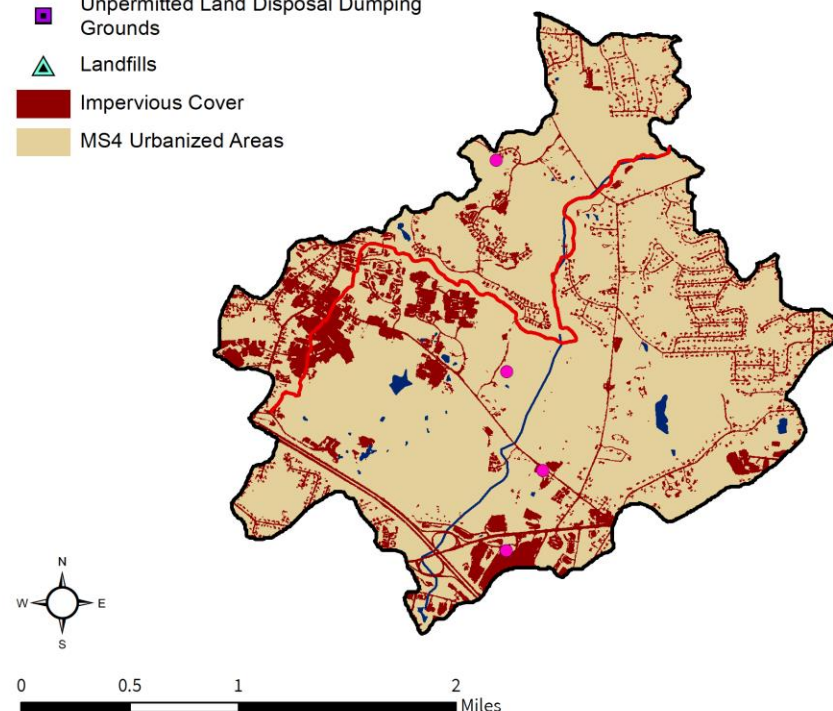 Unpermitted Land Disposal Dumping
Grounds
Landfills
Impervious Cover
MS4 Urbanized Areas
N
W E
S
0 0.5 1 2
Miles